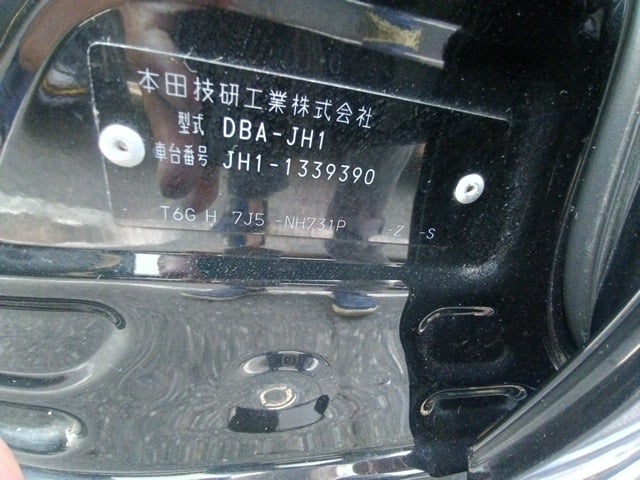 本田技研工業株式会社
型式 DBA-JH1
車台番号 JH1-1339390
T6G H 7J5 -NH731P -Z -S